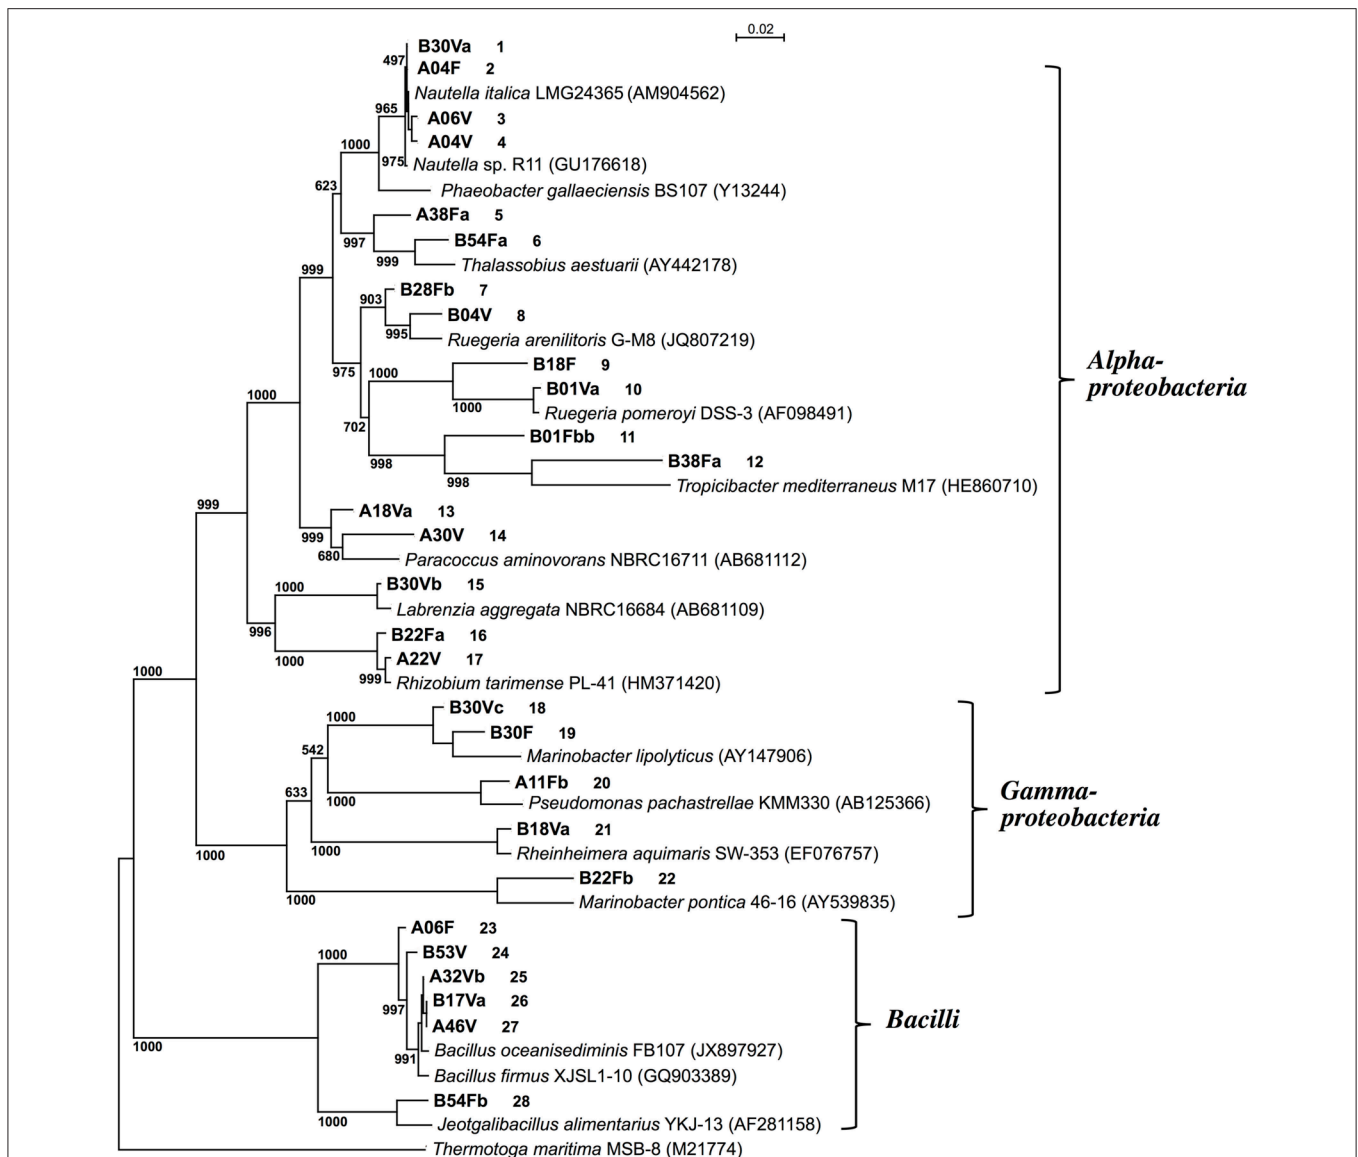 0.02
B30Va 1
497
A04F 2
Nautella italica LMG24365 (AM904562)
965
A06V 3
A04V 4
1000
975
Nautella sp. R11 (GU176618)
623
Phaeobacter gallaeciensis BS107 (Y13244)
A38Fa 5
997
B54Fa 6
999
Thalassobius aestuarii (AY442178)
999
B28Fb 7
903
B04V 8
995
Ruegeria arenilitoris G-M8 (JQ807219)
B18F 9
975
1000
B01Va 10
1000
Ruegeria pomeroyi DSS-3 (AF098491)
1000
702
B01Fbb 11
998
B38Fa 12
998
Tropicibacter mediterraneus M17 (HE860710)
999
A18Va 13
999
A30V 14
680
Paracoccus aminovorans NBRC16711 (AB681112)
1000
B30Vb 15
Labrenzia aggregata NBRC16684 (AB681109)
996
B22Fa 16
1000
A22V 17
999
Rhizobium tarimense PL-41 (HM371420)
Alpha-
proteobacteria
1000
B30Vc 18
1000
B30F 19
542
Marinobacter lipolyticus (AY147906)
A11Fb 20
633
1000
Pseudomonas pachastrellae KMM330 (AB125366)
B18Va 21
1000
1000
Rheinheimera aquimaris SW-353 (EF076757)
B22Fb 22
1000
Marinobacter pontica 46-16 (AY539835)
Gamma-
proteobacteria
A06F 23
1000
B53V 24
A32Vb 25
B17Va 26
997
A46V 27
1000
Bacillus oceanisediminis FB107 (JX897927)
991
Bacillus firmus XJSL1-10 (GQ903389)
B54Fb 28
1000
Jeotgalibacillus alimentarius YKJ-13 (AF281158)
Bacilli
Thermotoga maritima MSB-8 (M21774)